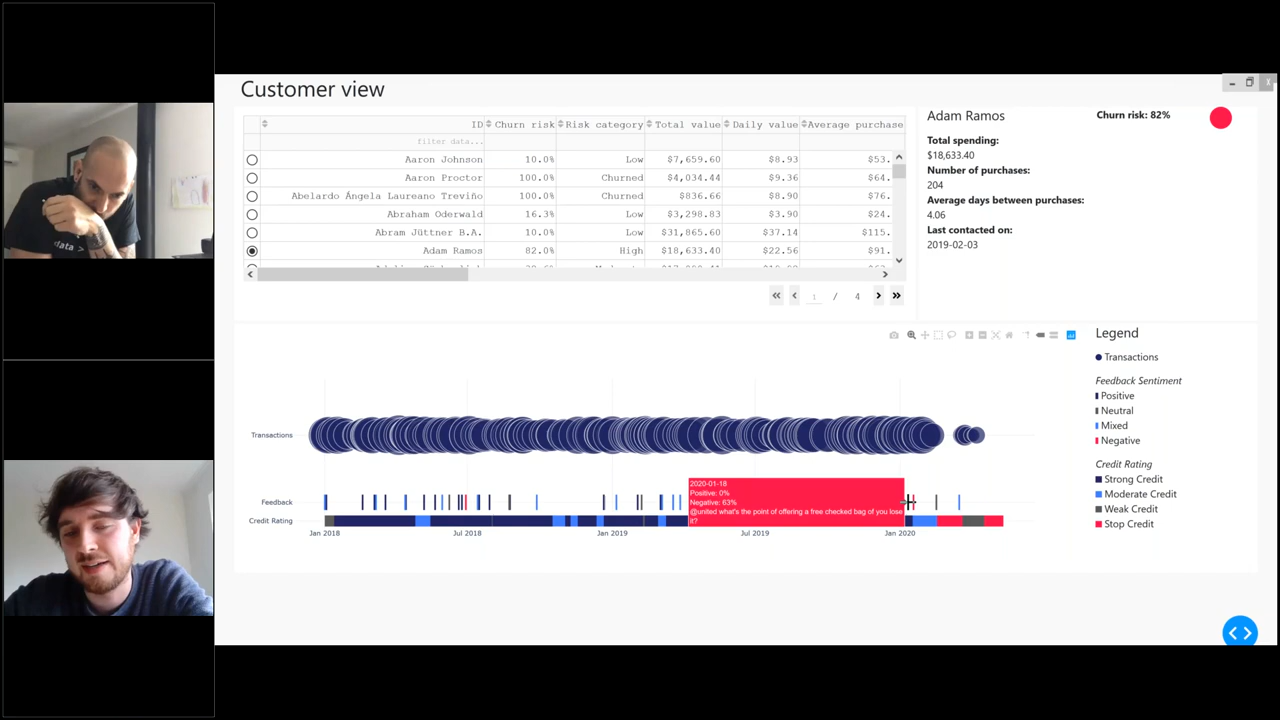 Customer view
ID Churn risk Risk category Total value Daily value Average purchase
filter data...
Aaron Johnson 10.0% Low $7,659.60 $8.93 $53.
Aaron Proctor 100.0% Churned $4,034.44 $9.36 $64.
Abelardo Ángela Laureano Treviño 100.0% Churned $836.66 $8.90 $76.
Abraham Oderwald 16.3% Low $3,298.83 $3.90 $24.
Abram Jüttner B.A. 10.0% Low $31,865.60 $37.14 $115.
Adam Ramos 82.0% High $18,633.40 $22.56 $91.
1 / 4
Adam Ramos
Churn risk: 82%
Total spending:
$18,633.40
Number of purchases:
204
Average days between purchases:
4.06
Last contacted on:
2019-02-03
Transactions
Feedback
Credit Rating
2020-01-18
Positive: 0%
Negative: 63%
@united what's the point of offering a free checked bag of you lose
it?
Jan 2018 Jul 2018 Jan 2019 Jul 2019 Jan 2020
Legend
Transactions
Feedback Sentiment
Positive
Neutral
Mixed
Negative
Credit Rating
Strong Credit
Moderate Credit
Weak Credit
Stop Credit
data >